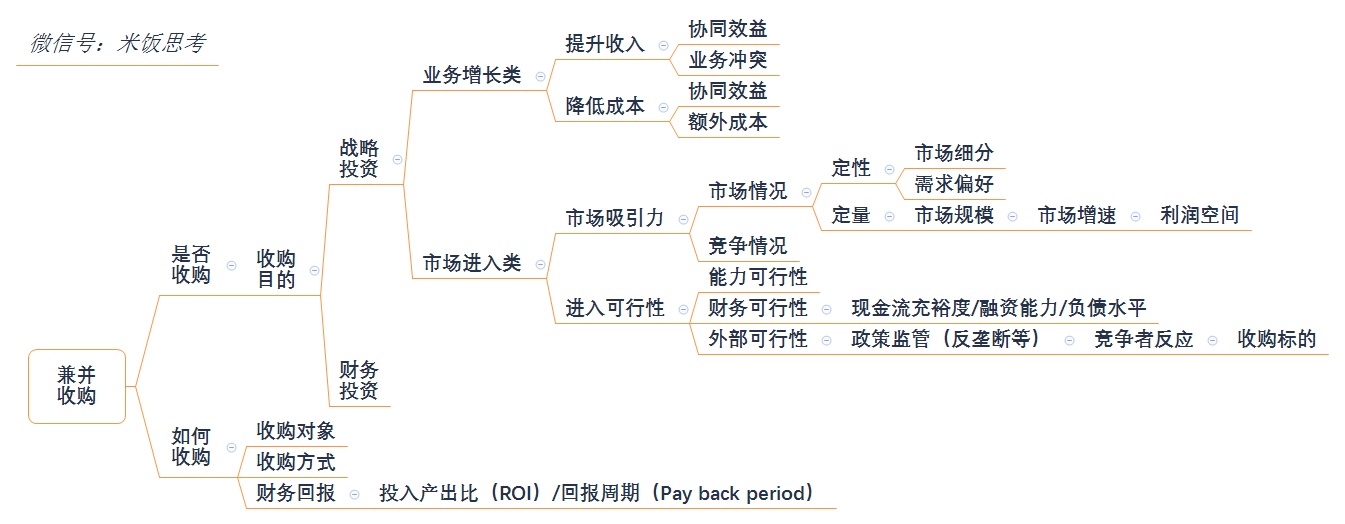 微信号：米饭思考
兼并
收购
是否
收购
收购
目的
战略
投资
业务增长类
提升收入
协同效益
业务冲突
降低成本
协同效益
额外成本
市场进入类
市场吸引力
市场情况
定性
市场细分
需求偏好
定量
市场规模
市场增速
利润空间
竞争情况
进入可行性
能力可行性
财务可行性
现金流充裕度/融资能力/负债水平
外部可行性
政策监管（反垄断等）
竞争者反应
收购标的
财务
投资
如何
收购
收购对象
收购方式
财务回报
投入产出比（ROI）/回报周期（Pay back period）